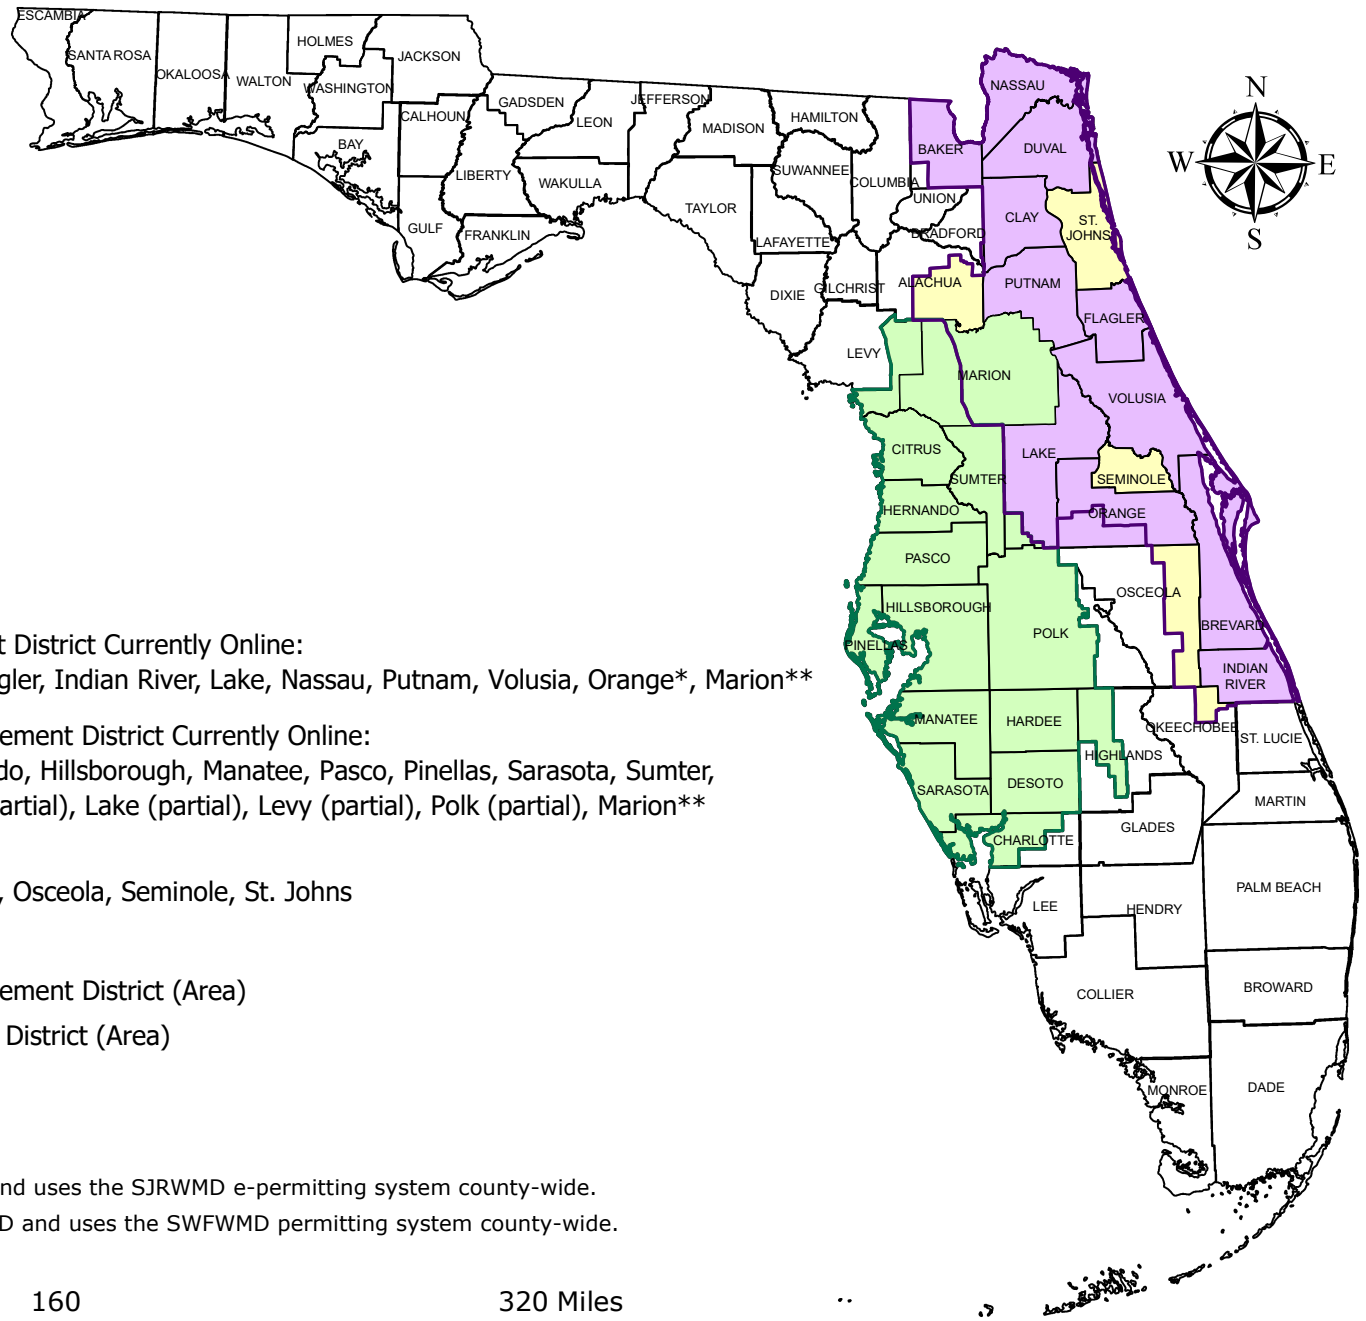 ESCAMBIA
SANTA ROSA
OKALOOSA
WALTON
HOLMES
WASHINGTON
JACKSON
BAY
CALHOUN
GULF
LIBERTY
GADSDEN
FRANKLIN
LEON
WAKULLA
JEFFERSON
MADISON
TAYLOR
HAMILTON
SUWANNEE
LAFAYETTE
DIXIE
COLUMBIA
GILCHRIST
LEVY
BAKER
UNION
BRADFORD
ALACHUA
NASSAU
DUVAL
CLAY
ST.
JOHNS
PUTNAM
FLAGLER
MARION
VOLUSIA
CITRUS
SUMTER
LAKE
SEMINOLE
HERNANDO
ORANGE
PASCO
OSCEOLA
HILLSBOROUGH
PINELLAS
POLK
BREVARD
INDIAN
RIVER
MANATEE
HARDEE
HIGHLANDS
OKEECHOBEE
ST. LUCIE
SARASOTA
DESOTO
MARTIN
CHARLOTTE
GLADES
LEE
HENDRY
PALM BEACH
COLLIER
BROWARD
MONROE
DADE
N
W
E
S
t District Currently Online:
gler, Indian River, Lake, Nassau, Putnam, Volusia, Orange*, Marion**
ement District Currently Online:
do, Hillsborough, Manatee, Pasco, Pinellas, Sarasota, Sumter,
artial), Lake (partial), Levy (partial), Polk (partial), Marion**
, Osceola, Seminole, St. Johns
ement District (Area)
District (Area)
nd uses the SJRWMD e-permitting system county-wide.
D and uses the SWFWMD permitting system county-wide.
160
320 Miles